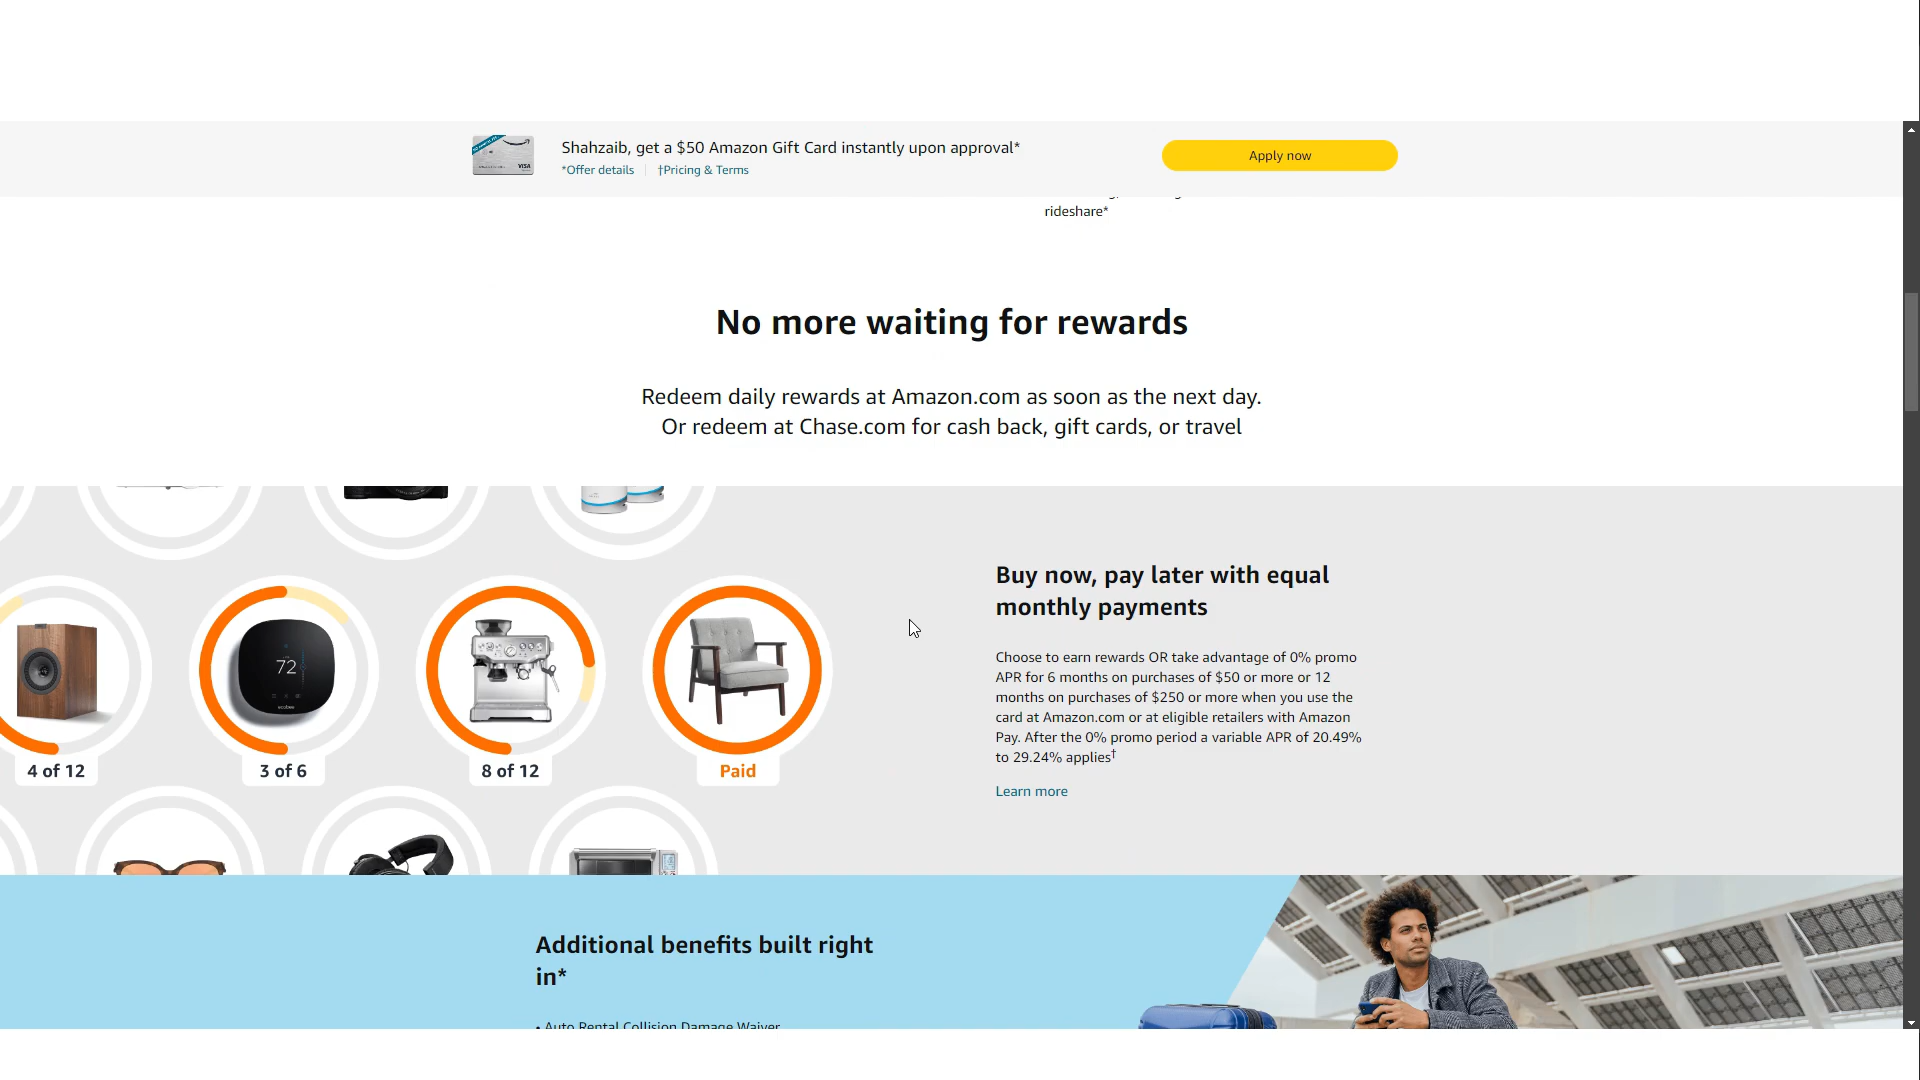 Shahzaib, get a $50 Amazon Gift Card instantly upon approval*
*Offer details
†Pricing & Terms
Apply now
VISA
rideshare*
No more waiting for rewards
Redeem daily rewards at Amazon.com as soon as the next day.
Or redeem at Chase.com for cash back, gift cards, or travel
72
ecobee
4 of 12
3 of 6
8 of 12
Paid
Buy now, pay later with equal
monthly payments
Choose to earn rewards OR take advantage of 0% promo
APR for 6 months on purchases of $50 or more or 12
months on purchases of $250 or more when you use the
card at Amazon.com or at eligible retailers with Amazon
Pay. After the 0% promo period a variable APR of 20.49%
to 29.24% applies†
Learn more
Additional benefits built right
in*
• Auto Rental Collision Damage Waiver